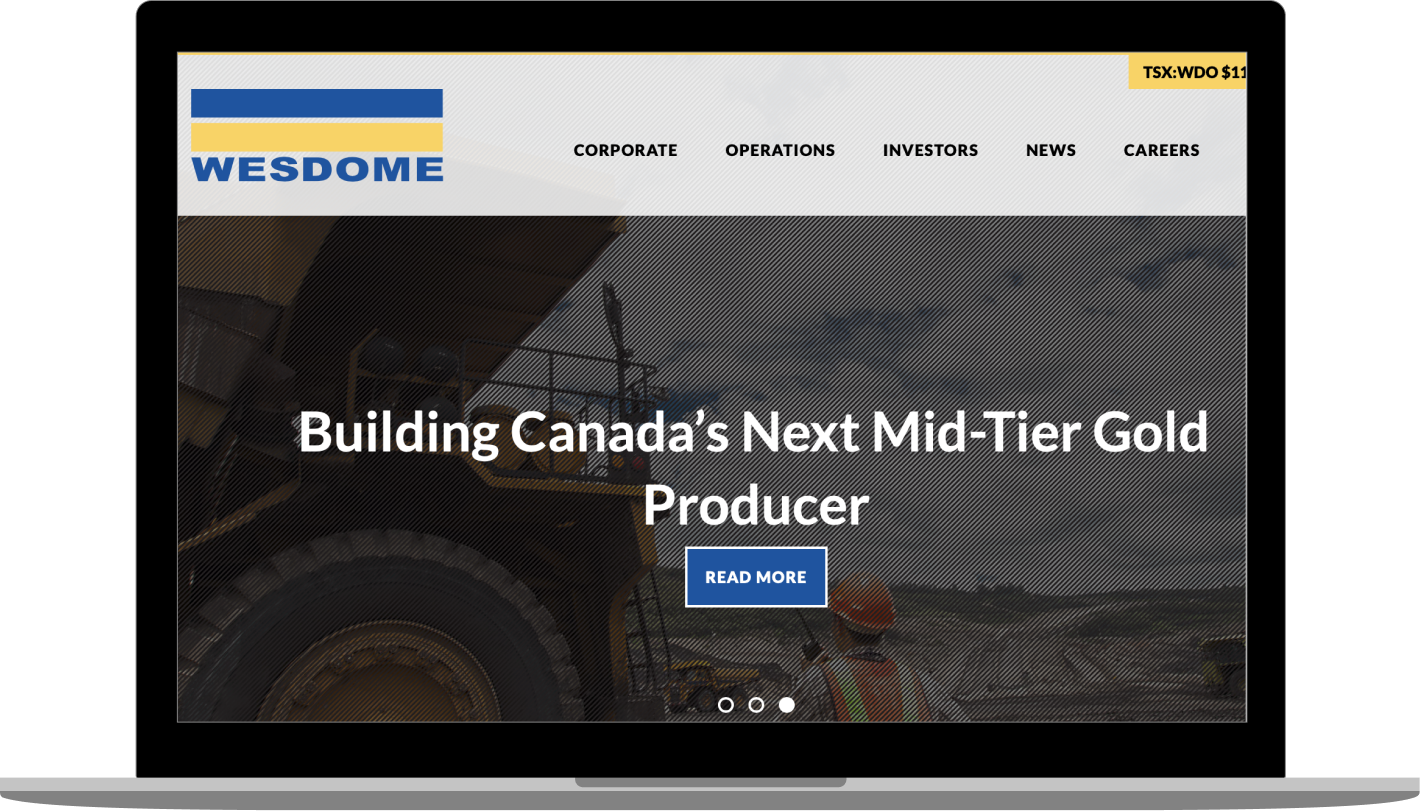 TSX:WDO $11
WESDOME
CORPORATE OPERATIONS INVESTORS NEWS CAREERS
Building Canada’s Next Mid-Tier Gold
Producer
READ MORE